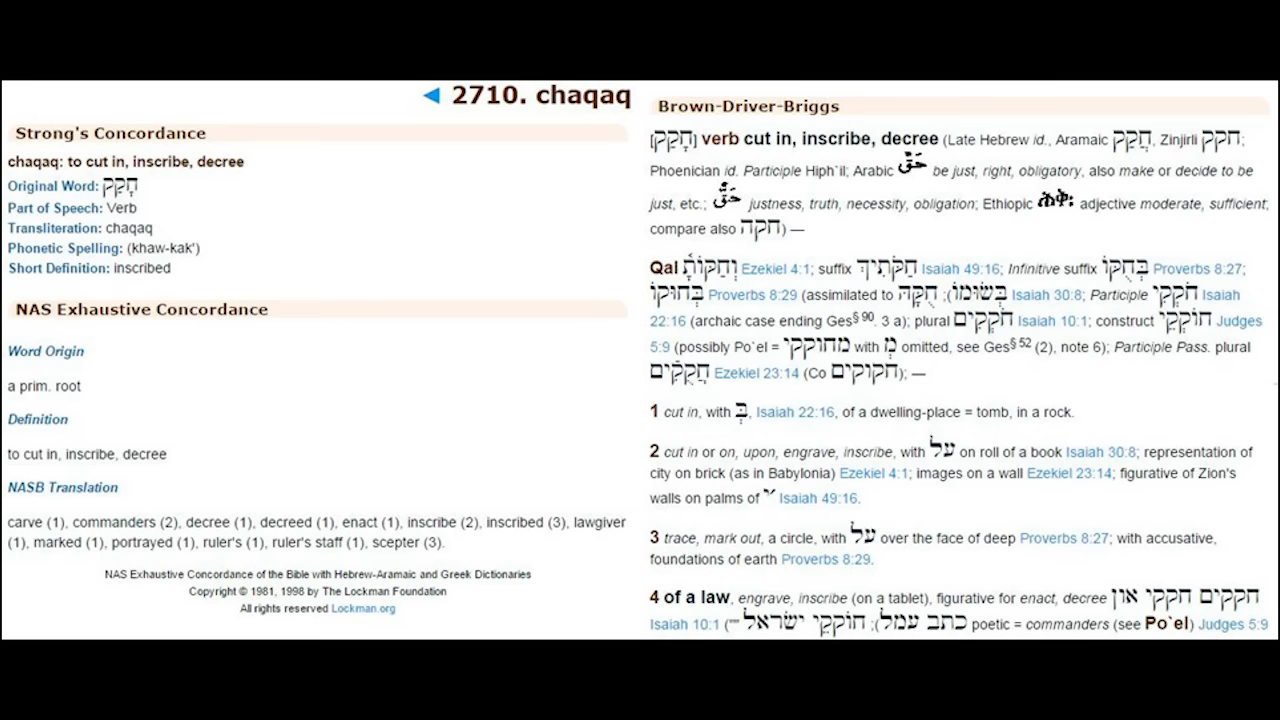 ◄ 2710. chaqaq
Strong's Concordance
chaqaq: to cut in, inscribe, decree
Original Word: חָקַק
Part of Speech: Verb
Transliteration: chaqaq
Phonetic Spelling: (khaw-kak')
Short Definition: inscribed
NAS Exhaustive Concordance
Word Origin
a prim. root
Definition
to cut in, inscribe, decree
NASB Translation
carve (1), commanders (2), decree (1), decreed (1), enact (1), inscribe (2), inscribed (3), lawgiver
(1), marked (1), portrayed (1), ruler's (1), ruler's staff (1), scepter (3).
NAS Exhaustive Concordance of the Bible with Hebrew-Aramaic and Greek Dictionaries
Copyright © 1981, 1998 by The Lockman Foundation
All rights reserved Lockman.org
Brown-Driver-Briggs
[חָקַק] verb cut in, inscribe, decree (Late Hebrew id., Aramaic חֲקַק, Zinjirli חקק;
Phoenician id. Participle Hiph`il; Arabic حَقَّ be just, right, obligatory, also make or decide to be
just, etc.; حَقَّ justness, truth, necessity, obligation; Ethiopic adjective moderate, sufficient;
compare also חקה) —
Qal וְחַקּוֺתָ֫ Ezekiel 4:1; suffix חַקֹּתִיךְ Isaiah 49:16; Infinitive suffix בְּחֻקוֺ Proverbs 8:27;
בְּחוּקוֺ Proverbs 8:29 (assimilated to בְּשׂוּמוֺ ;(חֻקָּהּ Isaiah 30:8; Participle חֹקְקִי Isaiah
22:16 (archaic case ending Ges§ 90. 3 a); plural חֹקְקִים Isaiah 10:1; construct חוֺקְקֵי Judges
5:9 (possibly Po`el = מחוקקי with מְ omitted, see Ges§ 52 (2), note 6); Participle Pass. plural
חֲקֻקִּים Ezekiel 23:14 (Co חקוקים); —
1 cut in, with בְּ, Isaiah 22:16, of a dwelling-place = tomb, in a rock.
2 cut in or on, upon, engrave, inscribe, with על on roll of a book Isaiah 30:8; representation of
city on brick (as in Babylonia) Ezekiel 4:1; images on a wall Ezekiel 23:14; figurative of Zion's
walls on palms of ׳י Isaiah 49:16.
3 trace, mark out, a circle, with על over the face of deep Proverbs 8:27; with accusative,
foundations of earth Proverbs 8:29.
4 of a law, engrave, inscribe (on a tablet), figurative for enact, decree חקקים חקקי און
Isaiah 10:1 ("" חוֺקְקֵי ישׂראל ;(כתב עמל poetic = commanders (see Po`el) Judges 5:9